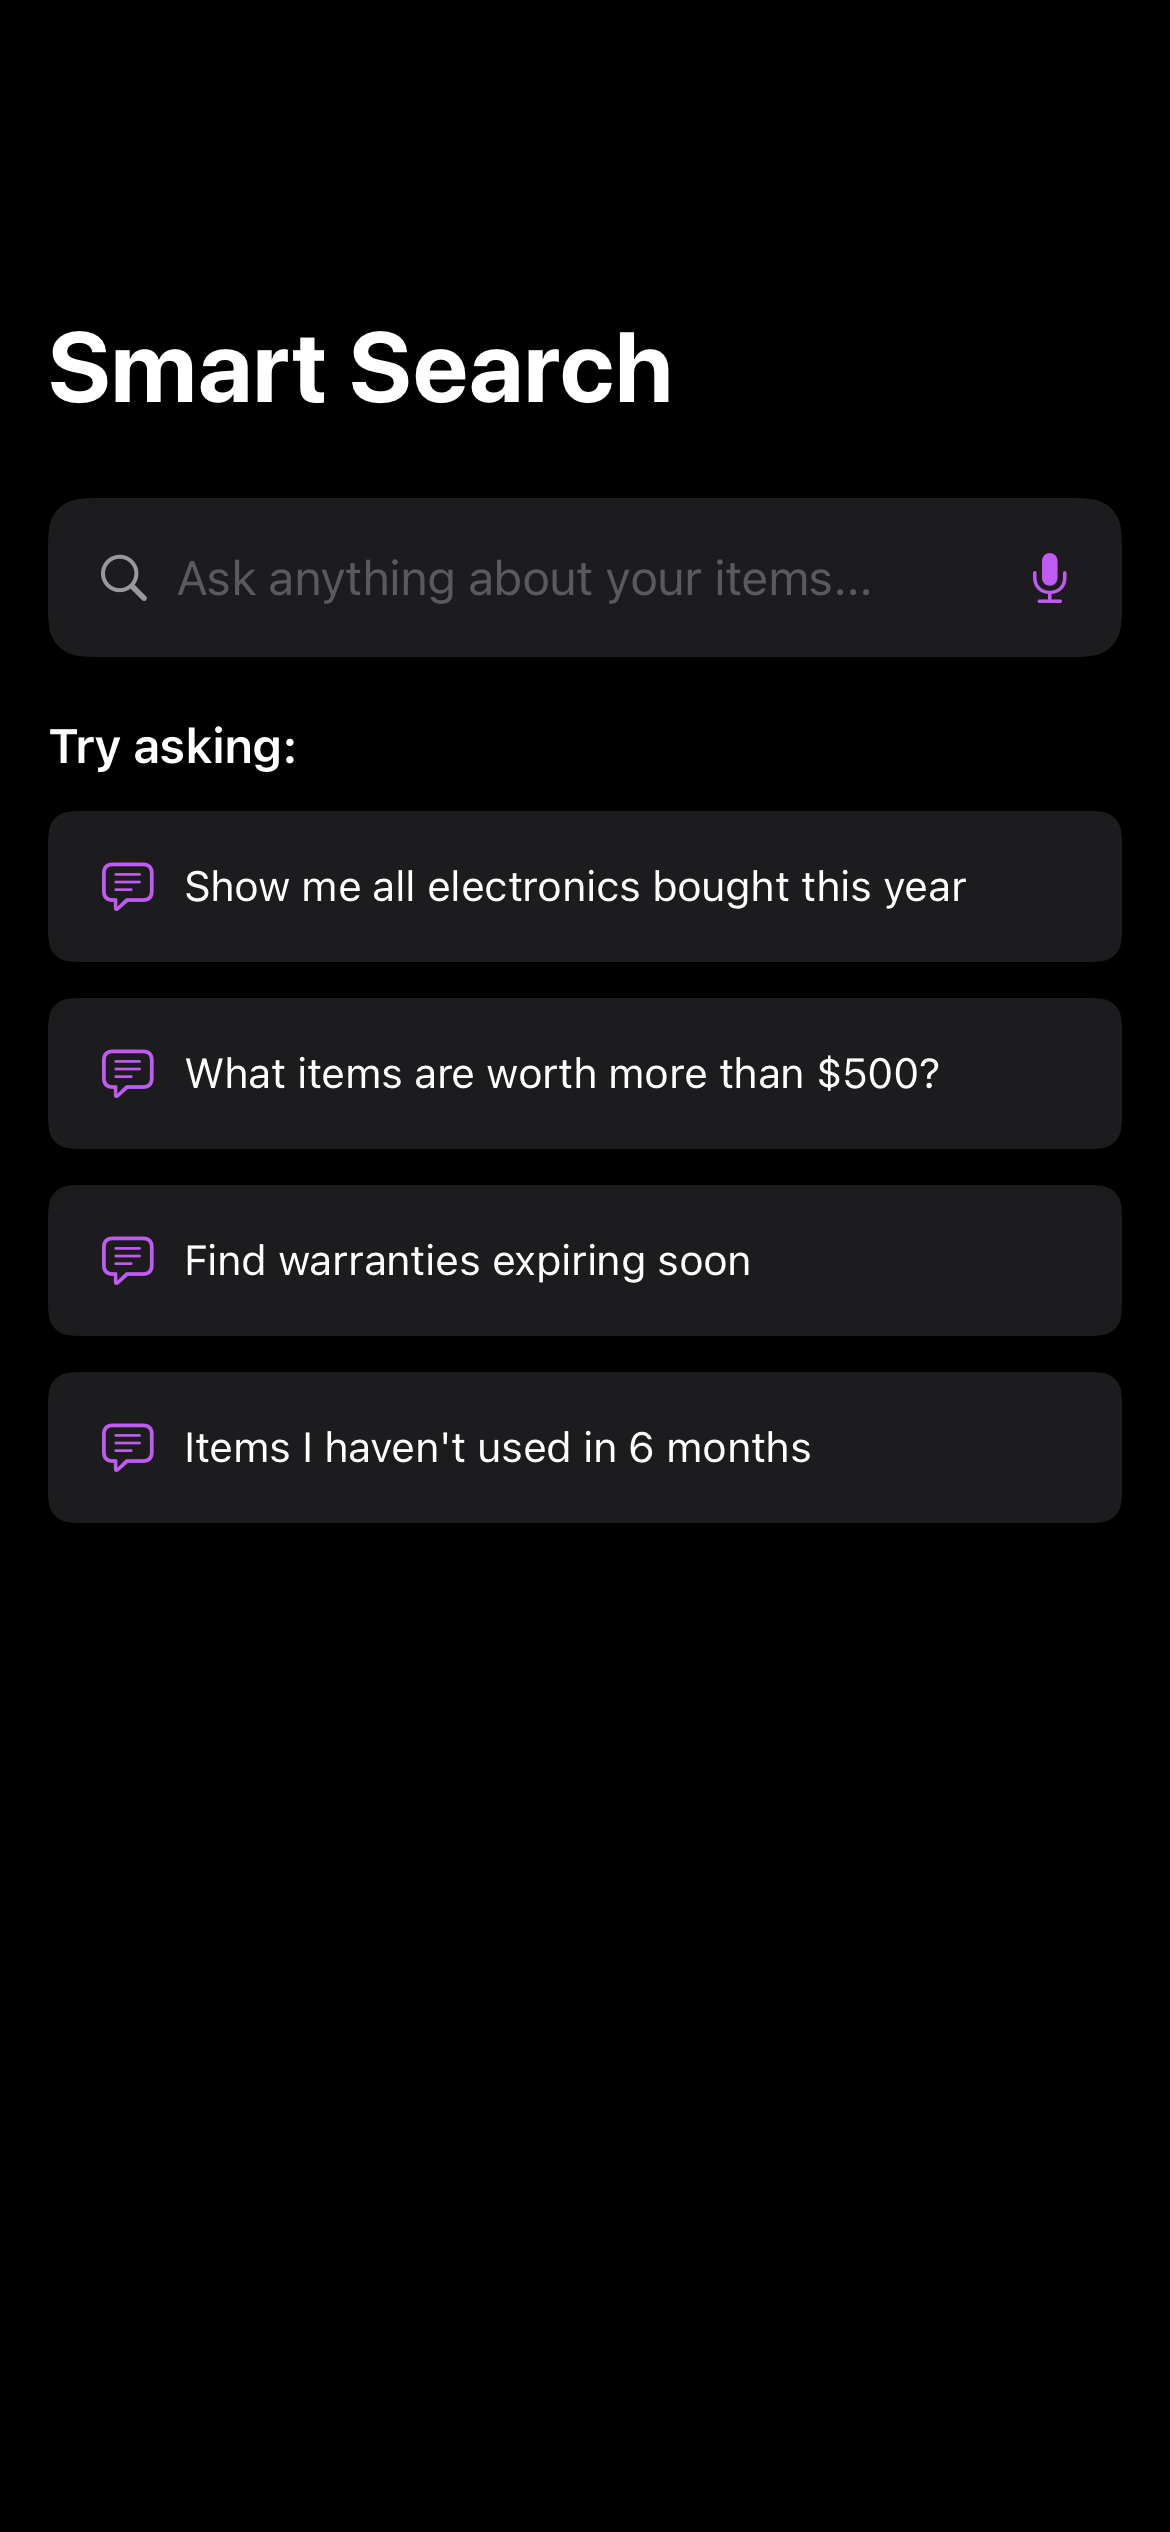 Smart Search
Ask anything about your items...
Try asking:
Show me all electronics bought this year
What items are worth more than $500?
Find warranties expiring soon
Items I haven't used in 6 months